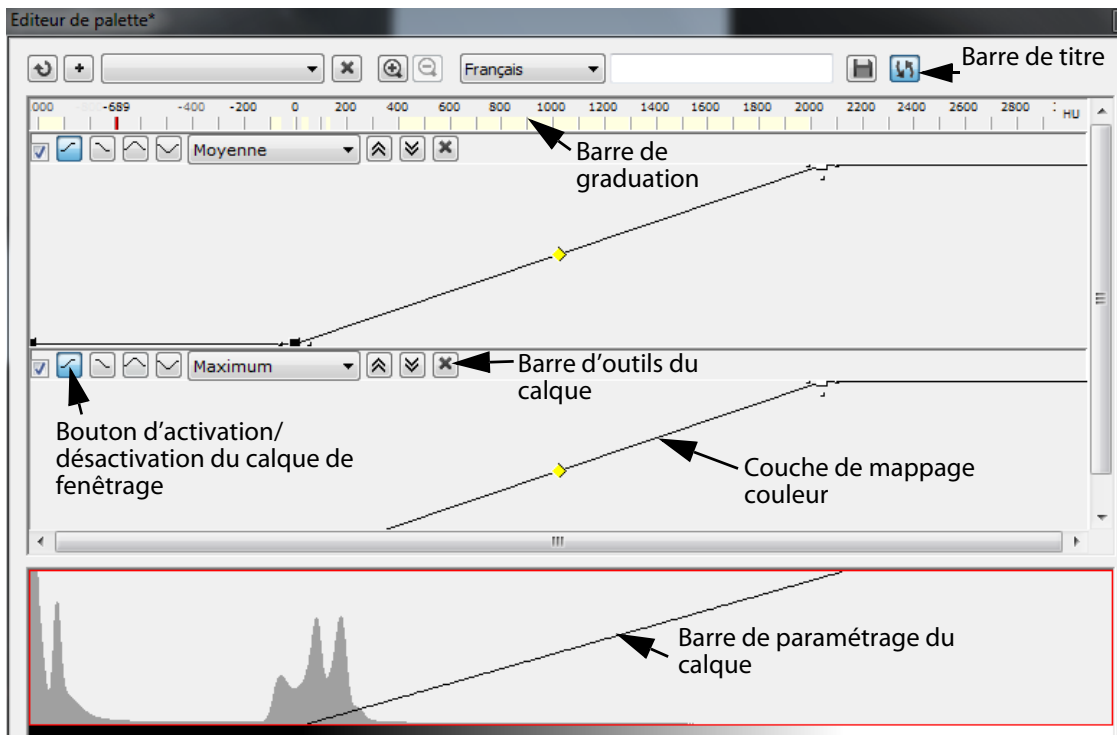 Editeur de palette*
Français
Barre de titre
000 -689 -400 -200 0 200 400 600 800 1000 1200 1400 1600 1800 2000 2200 2400 2600 2800 HU
Moyenne
Barre de
graduation
Maximum
Barre d’outils du
calque
Bouton d’activation/
désactivation du calque de
fenêtrage
Couche de mappage
couleur
Barre de paramétrage du
calque